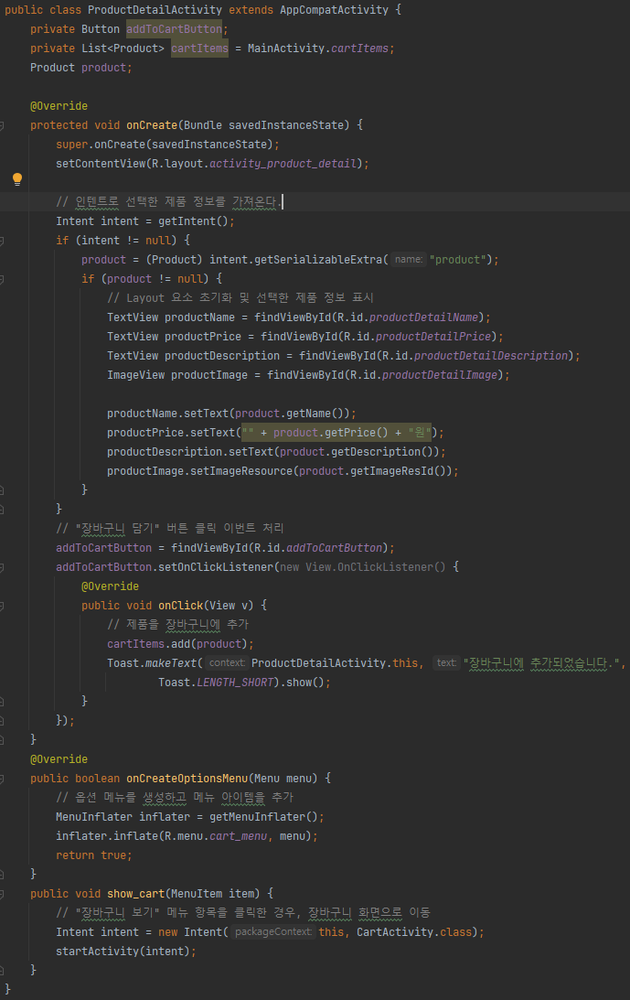 public class ProductDetailActivity extends AppCompatActivity {
    private Button addToCartButton;
    private List<Product> cartItems = MainActivity.cartItems;
    Product product;

    @Override
    protected void onCreate(Bundle savedInstanceState) {
        super.onCreate(savedInstanceState);
        setContentView(R.layout.activity_product_detail);

        // 인텐트로 선택한 제품 정보를 가져온다.
        Intent intent = getIntent();
        if (intent != null) {
            product = (Product) intent.getSerializableExtra( name: "product");
            if (product != null) {
                // Layout 요소 초기화 및 선택한 제품 정보 표시
                TextView productName = findViewById(R.id.productDetailName);
                TextView productPrice = findViewById(R.id.productDetailPrice);
                TextView productDescription = findViewById(R.id.productDetailDescription);
                ImageView productImage = findViewById(R.id.productDetailImage);

                productName.setText(product.getName());
                productPrice.setText("" + product.getPrice() + "원");
                productDescription.setText(product.getDescription());
                productImage.setImageResource(product.getImageResId());
            }
        }
        // "장바구니 담기" 버튼 클릭 이벤트 처리
        addToCartButton = findViewById(R.id.addToCartButton);
        addToCartButton.setOnClickListener(new View.OnClickListener() {
            @Override
            public void onClick(View v) {
                // 제품을 장바구니에 추가
                cartItems.add(product);
                Toast.makeText( context: ProductDetailActivity.this, text: "장바구니에 추가되었습니다.",
                        Toast.LENGTH_SHORT).show();
            }
        });
    }
    @Override
    public boolean onCreateOptionsMenu(Menu menu) {
        // 옵션 메뉴를 생성하고 메뉴 아이템을 추가
        MenuInflater inflater = getMenuInflater();
        inflater.inflate(R.menu.cart_menu, menu);
        return true;
    }
    public void show_cart(MenuItem item) {
        // "장바구니 보기" 메뉴 항목을 클릭한 경우, 장바구니 화면으로 이동
        Intent intent = new Intent( packageContext: this, CartActivity.class);
        startActivity(intent);
    }
}